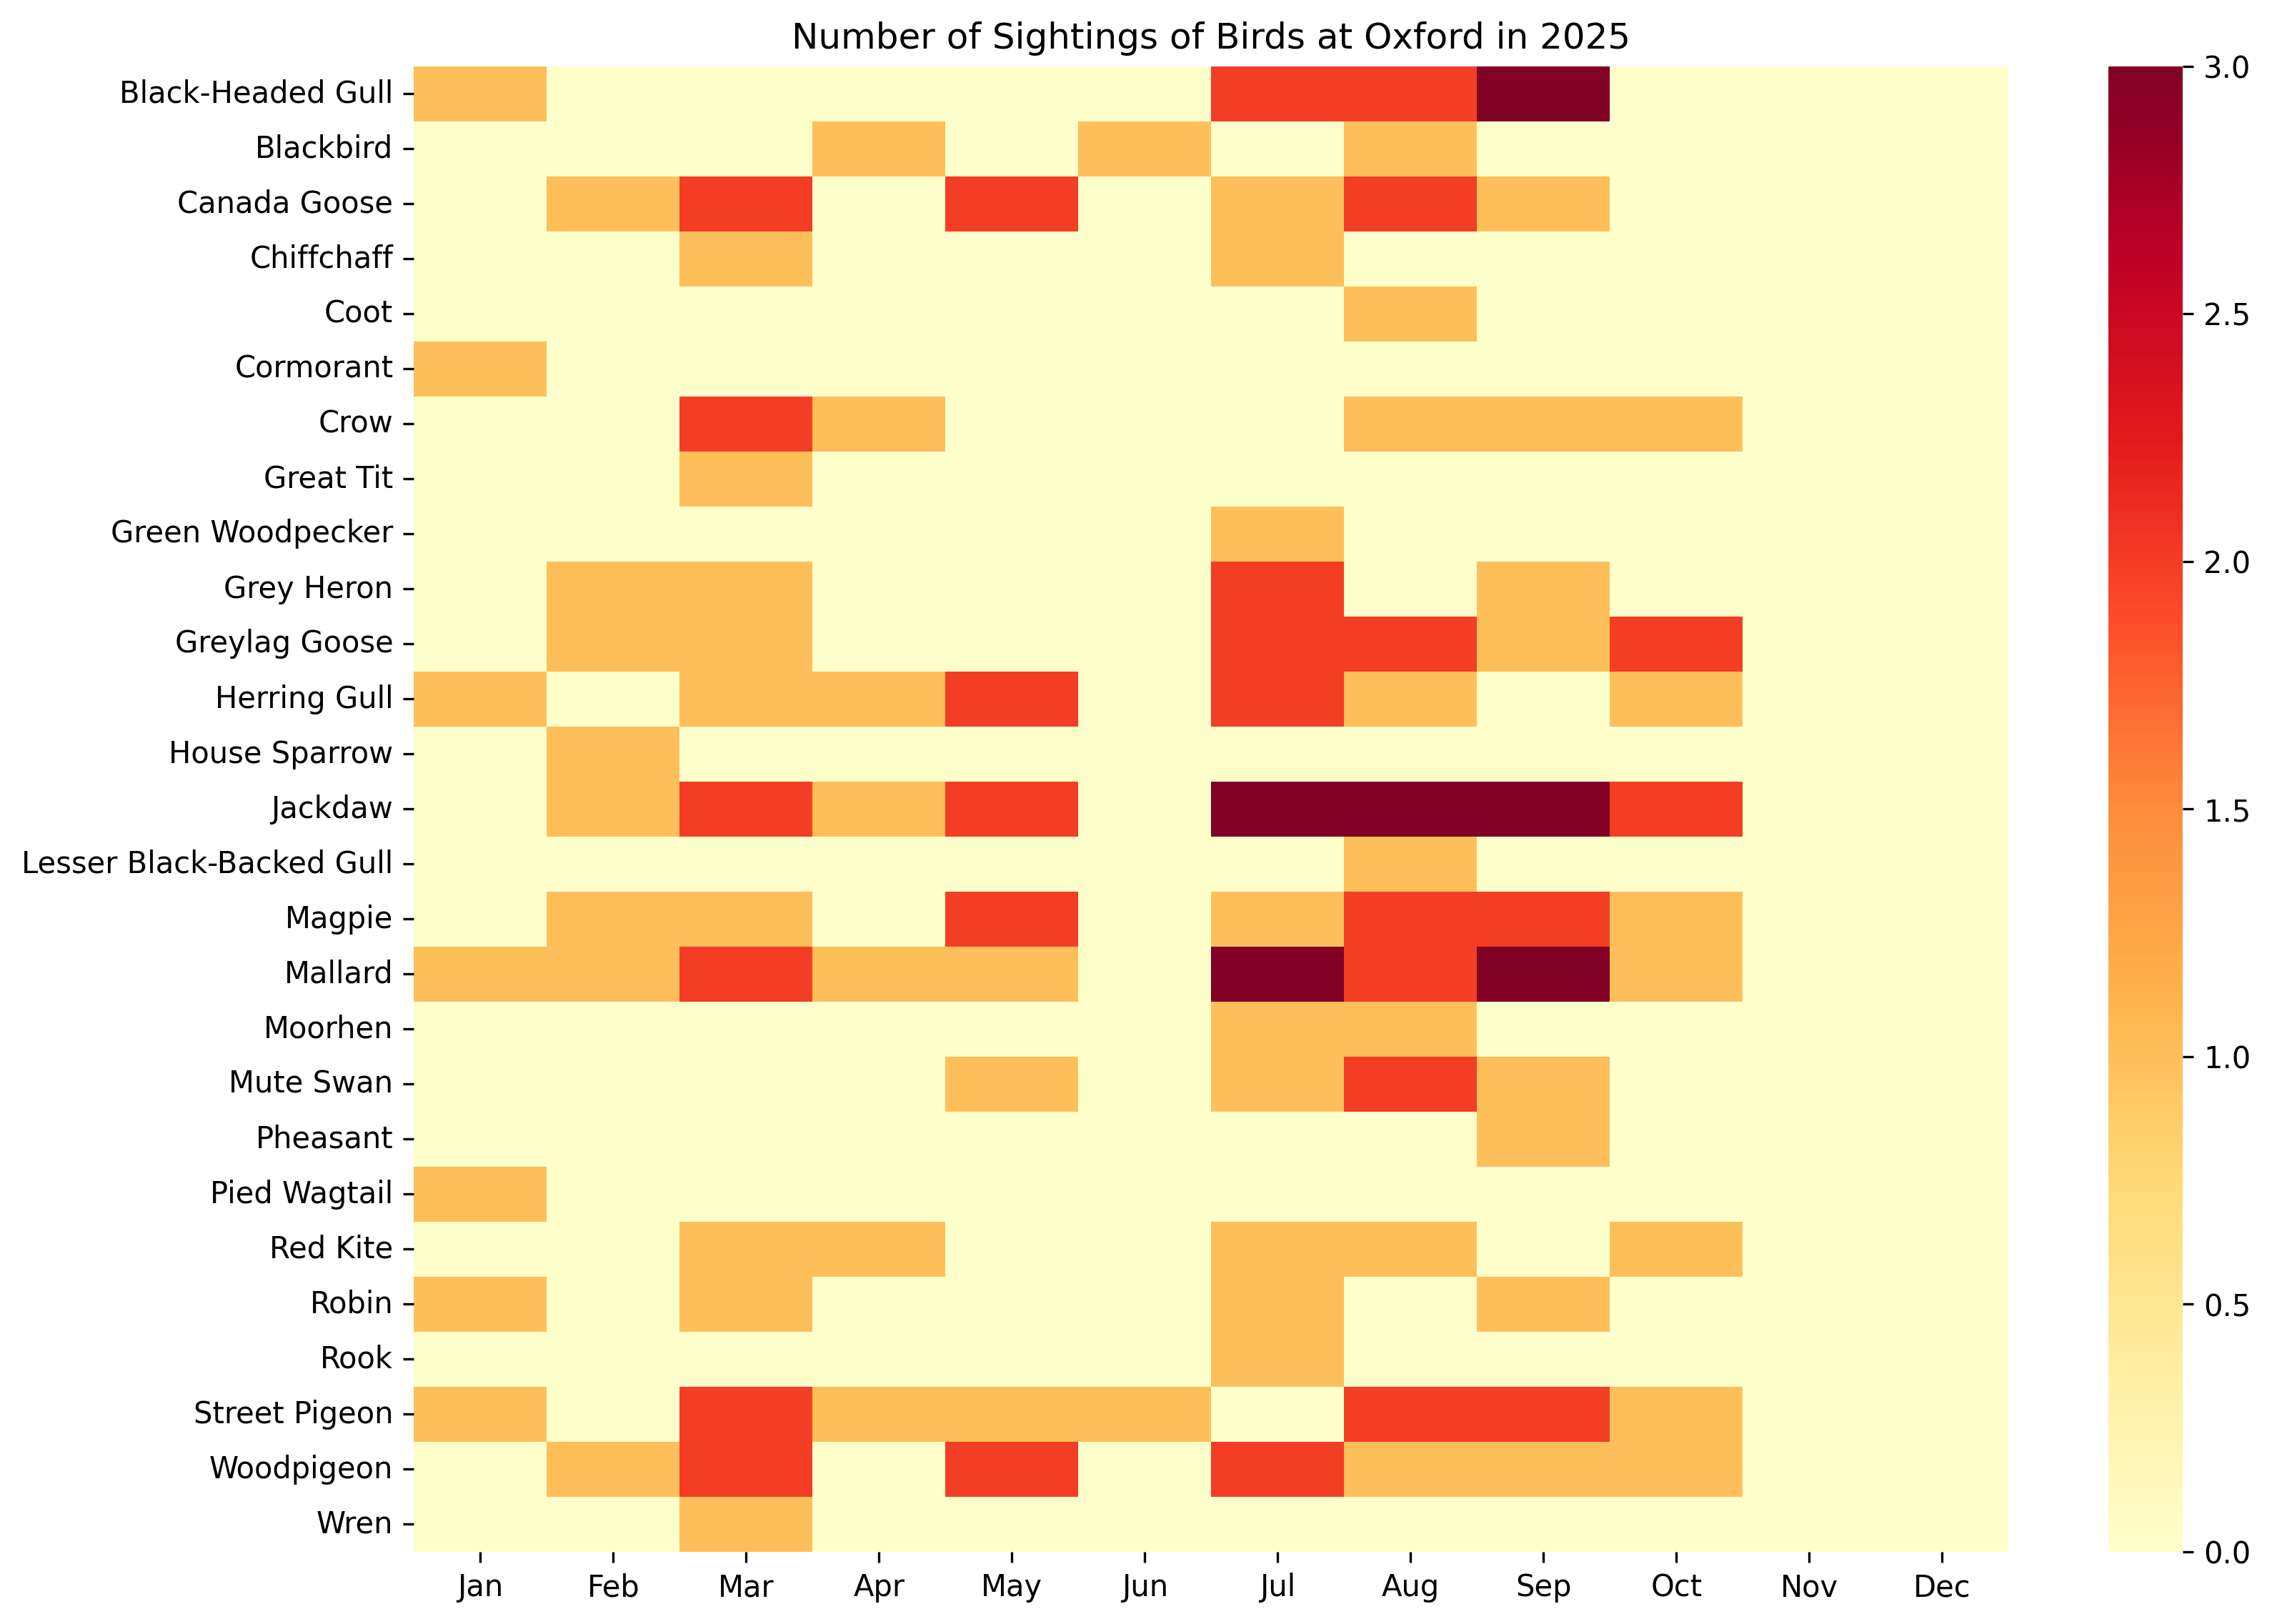 Number of Sightings of Birds at Oxford in 2025
Black-Headed Gull
Blackbird
Canada Goose
Chiffchaff
Coot
Cormorant
Crow
Great Tit
Green Woodpecker
Grey Heron
Greylag Goose
Herring Gull
House Sparrow
Jackdaw
Lesser Black-Backed Gull
Magpie
Mallard
Moorhen
Mute Swan
Pheasant
Pied Wagtail
Red Kite
Robin
Rook
Street Pigeon
Woodpigeon
Wren
Jan Feb Mar Apr May Jun Jul Aug Sep Oct Nov Dec
3.0
2.5
2.0
1.5
1.0
0.5
0.0